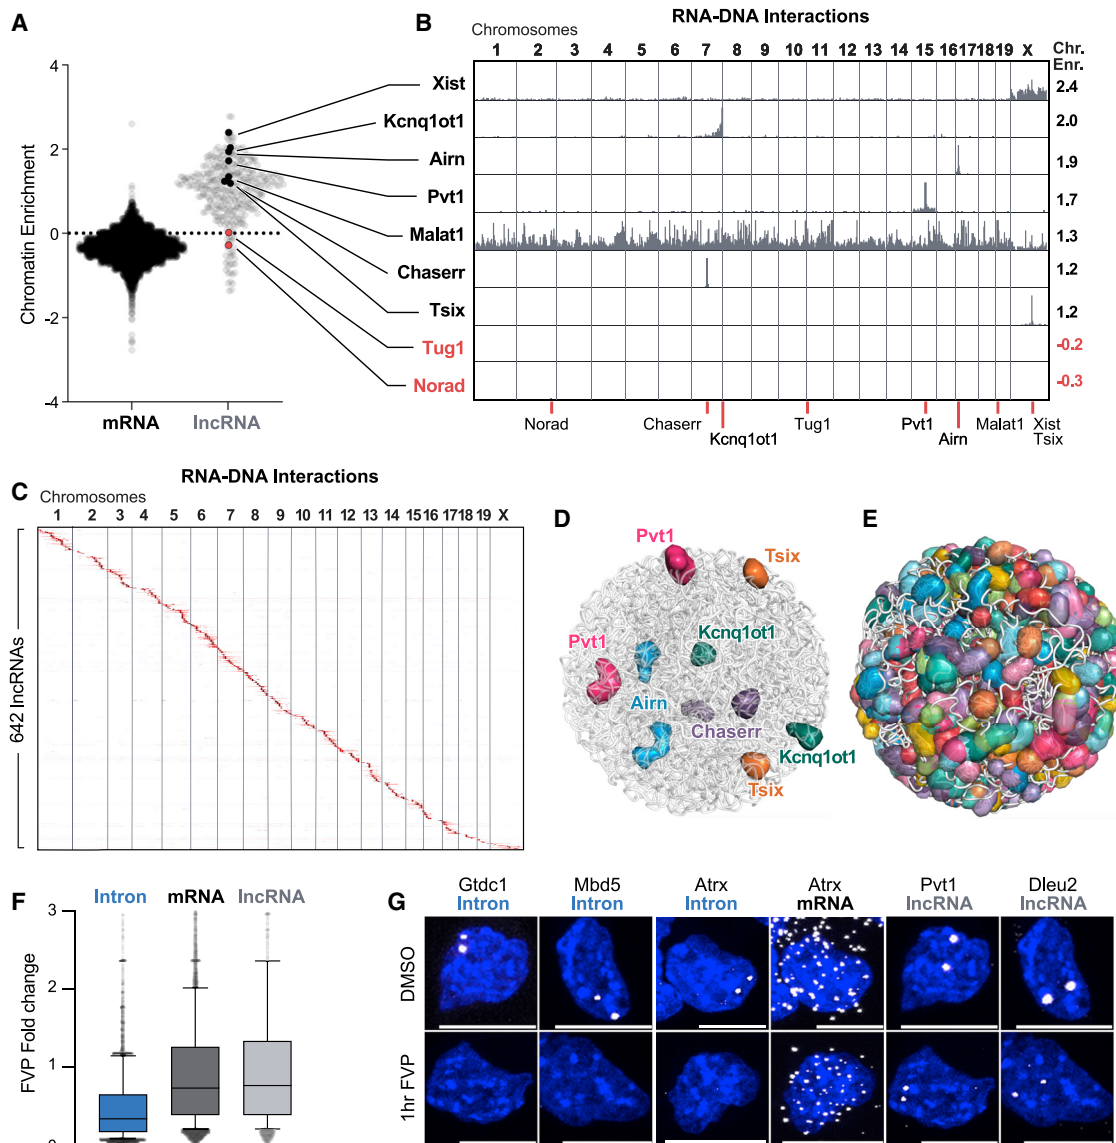 A
4
2
0
-2
-4
Chromatin Enrichment
mRNA
lncRNA
Xist
Kcnq1ot1
Airn
Pvt1
Malat1
Chaserr
Tsix
Tug1
Norad
B
RNA-DNA Interactions
Chromosomes
1 2 3 4 5 6 7 8 9 10 11 12 13 14 15 16 17 18 19 X
Chr.
Enr.
2.4
2.0
1.9
1.7
1.3
1.2
1.2
-0.2
-0.3
Norad
Chaserr
Kcnq1ot1
Tug1
Pvt1
Airn
Malat1
Xist
Tsix
C
RNA-DNA Interactions
Chromosomes
1 2 3 4 5 6 7 8 9 10 11 12 13 14 15 16 17 18 19 X
642 lncRNAs
D
Pvt1
Tsix
Pvt1
Kcnq1ot1
Airn
Chaserr
Kcnq1ot1
Tsix
E
F
Intron mRNA lncRNA
3
2
1
FVP Fold change
G
Gtdc1
Intron
Mbd5
Intron
Atrx
Intron
Atrx
mRNA
Pvt1
lncRNA
Dleu2
lncRNA
DMSO
1hr FVP